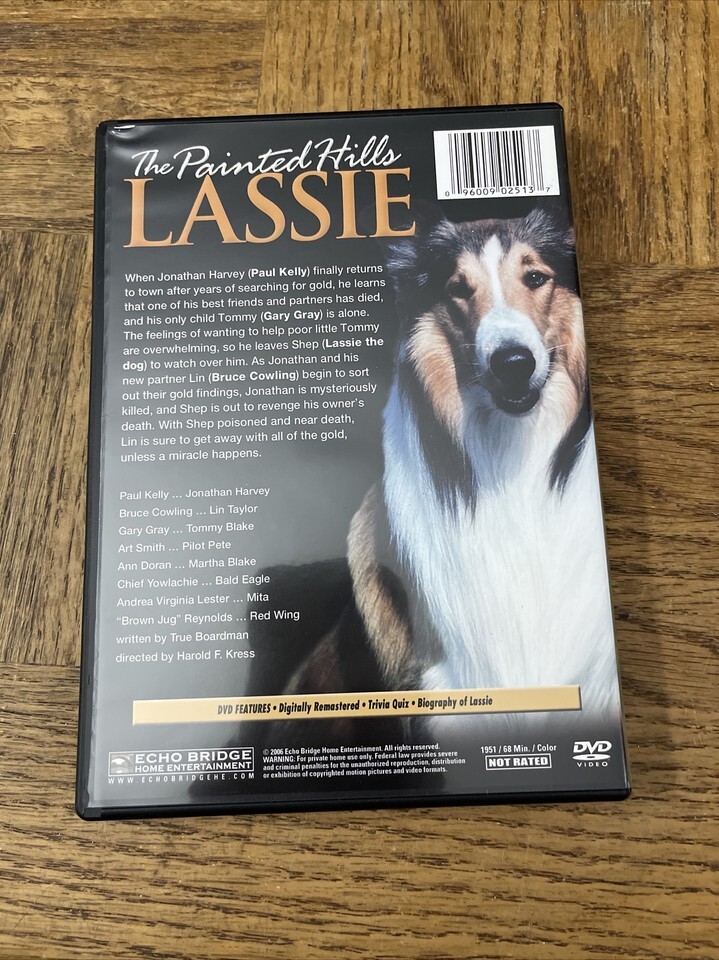 The Painted Hills
LASSIE
0 96009 02513 7
When Jonathan Harvey (Paul Kelly) finally returns
to town after years of searching for gold, he learns
that one of his best friends and partners has died,
and his only child Tommy (Gary Gray) is alone.
The feelings of wanting to help poor little Tommy
are overwhelming, so he leaves Shep (Lassie the
dog) to watch over him. As Jonathan and his
new partner Lin (Bruce Cowling) begin to sort
out their gold findings, Jonathan is mysteriously
killed, and Shep is out to revenge his owner's
death. With Shep poisoned and near death,
Lin is sure to get away with all of the gold,
unless a miracle happens.
Paul Kelly ... Jonathan Harvey
Bruce Cowling ... Lin Taylor
Gary Gray ... Tommy Blake
Art Smith ... Pilot Pete
Ann Doran ... Martha Blake
Chief Yowlachie ... Bald Eagle
Andrea Virginia Lester ... Mita
"Brown Jug" Reynolds ... Red Wing
written by True Boardman
directed by Harold F. Kress
DVD FEATURES • Digitally Remastered • Trivia Quiz • Biography of Lassie
ECHO BRIDGE
HOME ENTERTAINMENT
WWW.ECHOBRIDGEHE.COM
© 2006 Echo Bridge Home Entertainment. All rights reserved.
WARNING: For private home use only. Federal law provides severe
and criminal penalties for the unauthorized reproduction, distribution
or exhibition of copyrighted motion pictures and video formats.
1951 / 68 Min. / Color
NOT RATED
DVD
VIDEO